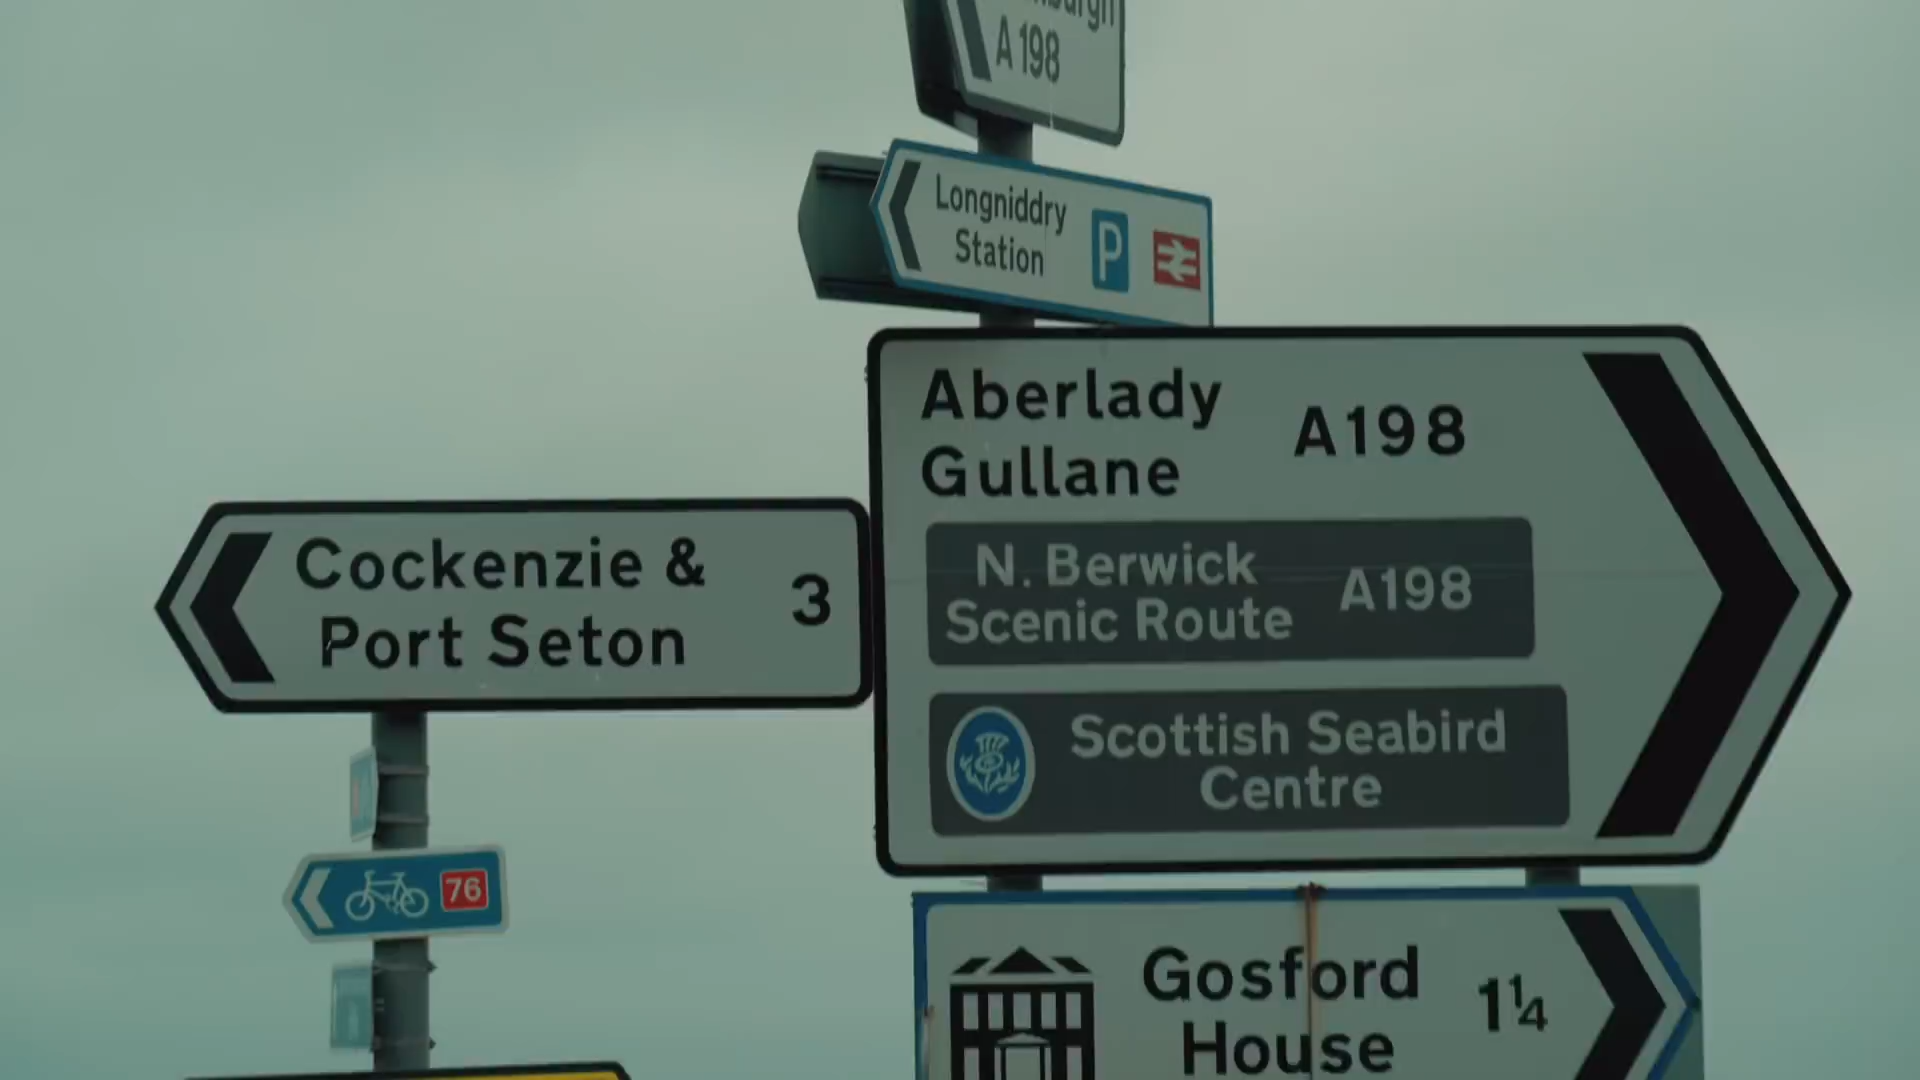 A198
Longniddry
Station
P
Aberlady
Gullane
A198
N. Berwick
Scenic Route
A198
Scottish Seabird
Centre
Cockenzie &
Port Seton
3
76
Gosford
House
1¼